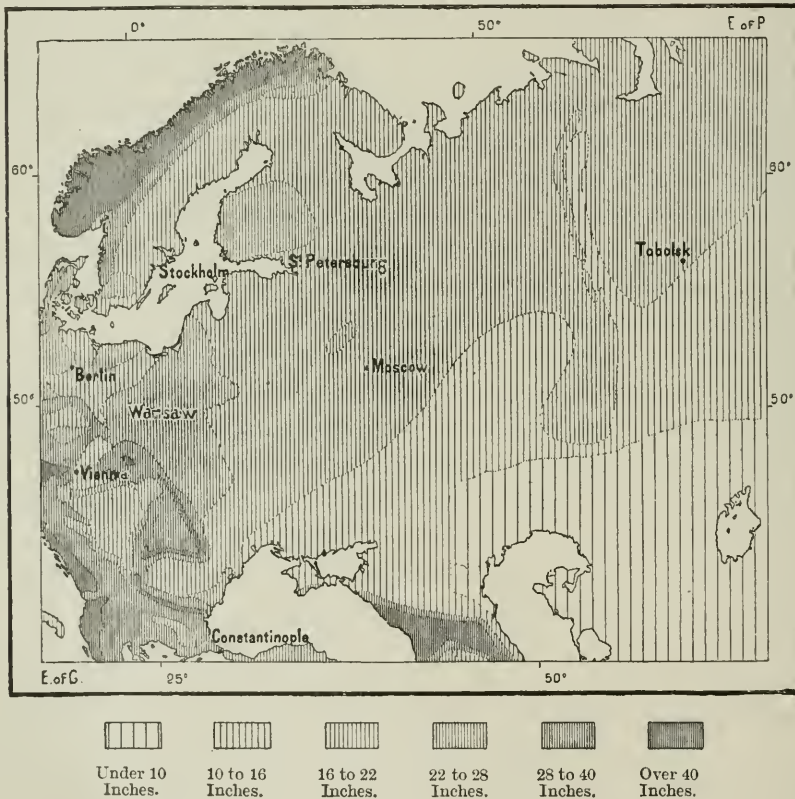 0° 50° E of P
60° 60°
Tobolsk
Stockholm St Petersburg
Berlin Moscow
50° 50°
Warsaw
Vienna
Constantinople
E. of G. 25° 50°
Under 10 10 to 16 16 to 22 22 to 28 28 to 40 Over 40
Inches. Inches. Inches. Inches. Inches. Inches.